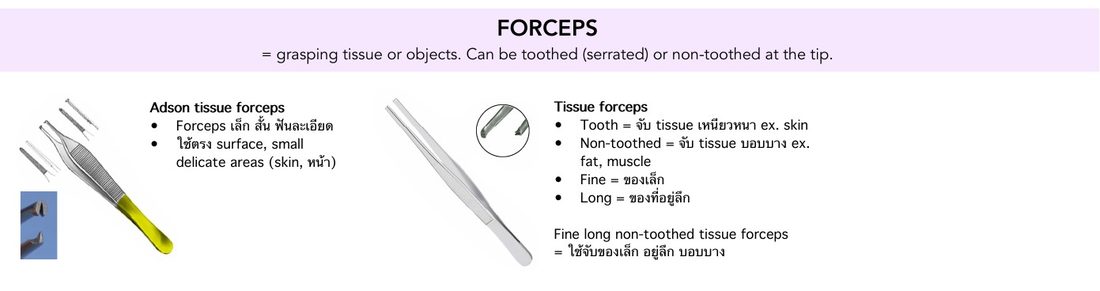 FORCEPS
= grasping tissue or objects. Can be toothed (serrated) or non-toothed at the tip.
Adson tissue forceps
• Forceps เล็ก สั้น ฟันละเอียด
• ใช้ตรง surface, small
delicate areas (skin, หน้า)
Tissue forceps
• Tooth = จับ tissue เหนียวหนา ex. skin
• Non-toothed = จับ tissue บอบบาง ex.
fat, muscle
• Fine = ของเล็ก
• Long = ของที่อยู่ลึก
Fine long non-toothed tissue forceps
= ใช้จับของเล็ก อยู่ลึก บอบบาง